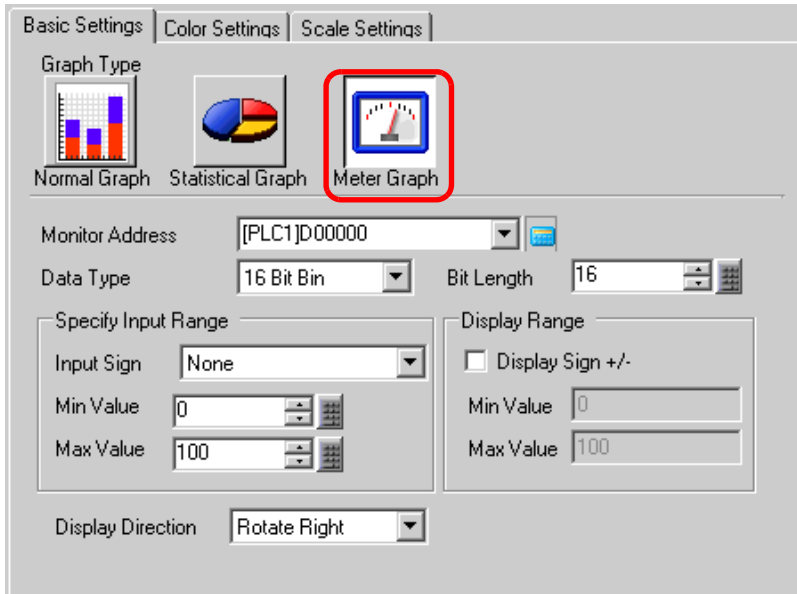 Basic Settings Color Settings Scale Settings
Graph Type
Normal Graph Statistical Graph Meter Graph
Monitor Address [PLC1]D00000
Data Type 16 Bit Bin Bit Length 16
Specify Input Range Display Range
Input Sign None Display Sign +/-
Min Value 0 Min Value 0
Max Value 100 Max Value 100
Display Direction Rotate Right